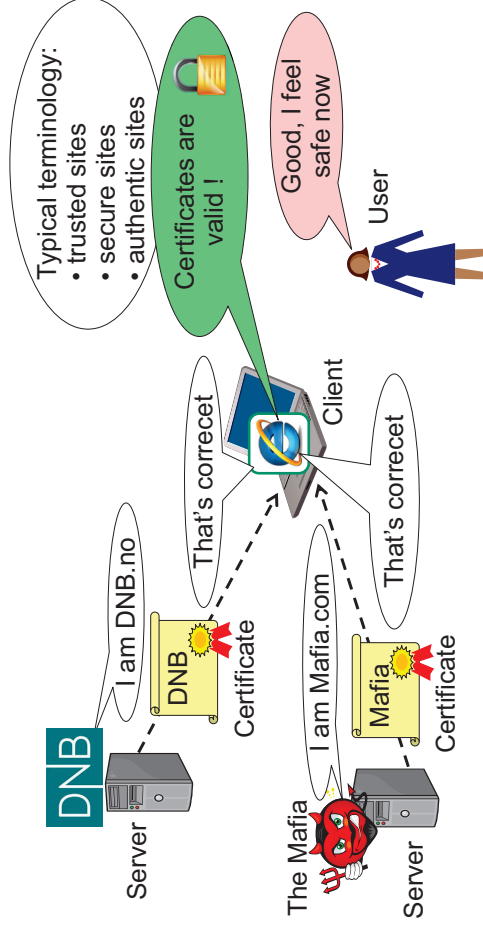 DNB
I am DNB.no
Server
DNB
Certificate
That's correcet
Typical terminology:
• trusted sites
• secure sites
• authentic sites
Certificates are
valid !
Client
The Mafia
I am Mafia.com
Server
Mafia
Certificate
That's correcet
Good, I feel
safe now
User